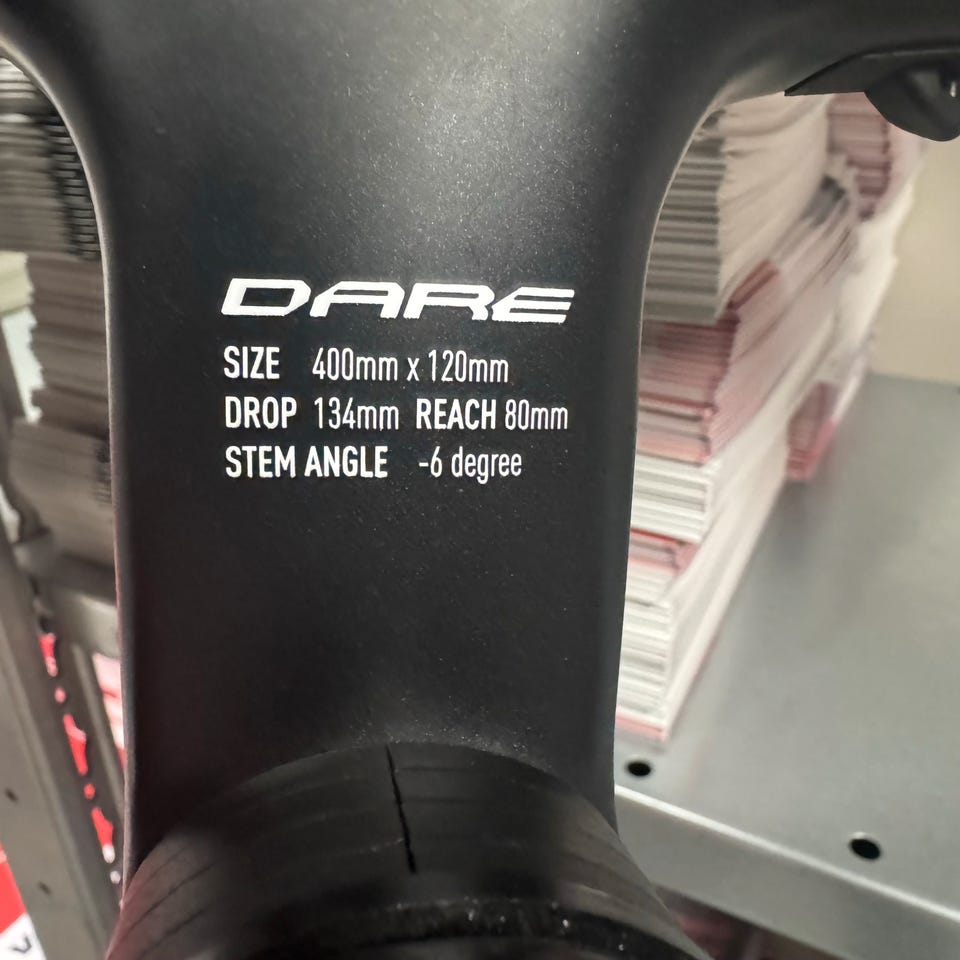 DARE
SIZE 400mm x 120mm
DROP 134mm REACH 80mm
STEM ANGLE -6 degree